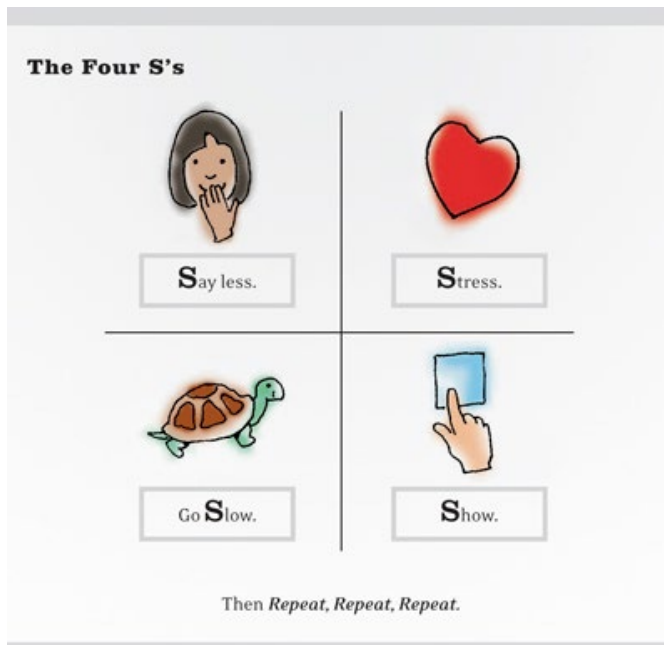 The Four S's
Say less.
Stress.
Go Slow.
Show.
Then Repeat, Repeat, Repeat.